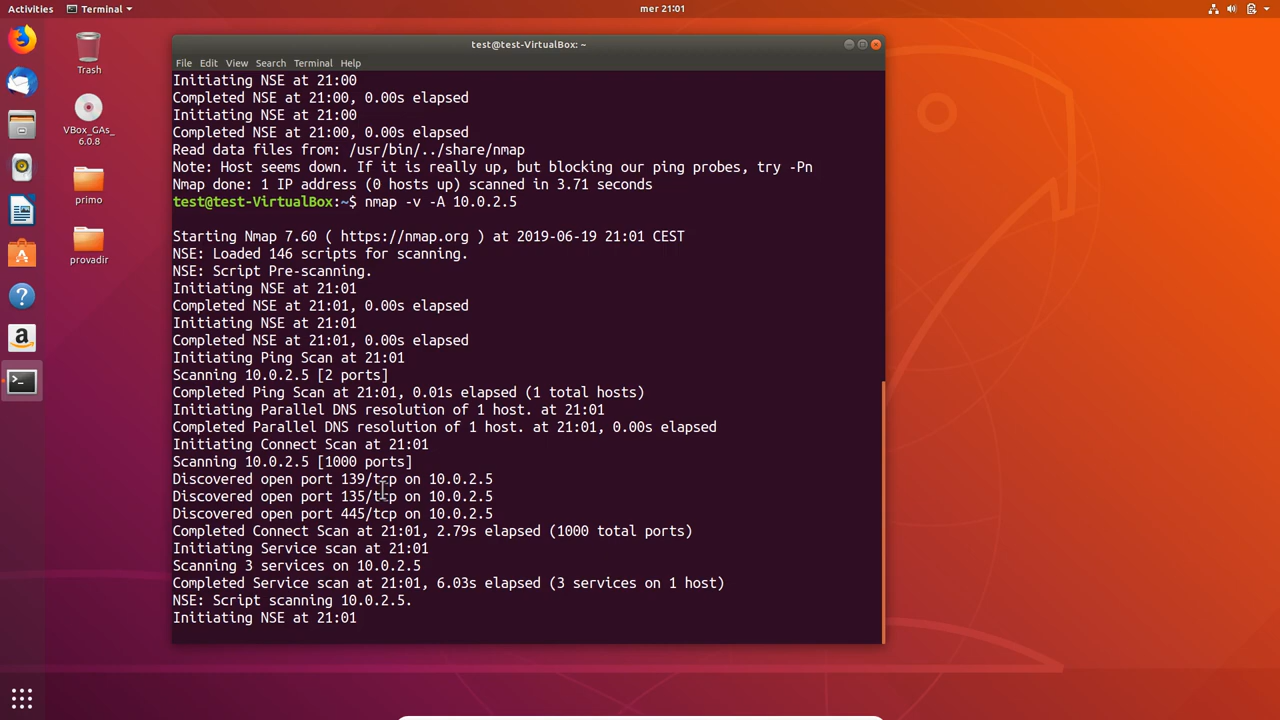 Activities
Terminal
mer 21:01
Trash
VBox_GAs_
6.0.8
primo
provadir
test@test-VirtualBox: ~
File Edit View Search Terminal Help
Initiating NSE at 21:00
Completed NSE at 21:00, 0.00s elapsed
Initiating NSE at 21:00
Completed NSE at 21:00, 0.00s elapsed
Read data files from: /usr/bin/../share/nmap
Note: Host seems down. If it is really up, but blocking our ping probes, try -Pn
Nmap done: 1 IP address (0 hosts up) scanned in 3.71 seconds
test@test-VirtualBox:~$ nmap -v -A 10.0.2.5
Starting Nmap 7.60 ( https://nmap.org ) at 2019-06-19 21:01 CEST
NSE: Loaded 146 scripts for scanning.
NSE: Script Pre-scanning.
Initiating NSE at 21:01
Completed NSE at 21:01, 0.00s elapsed
Initiating NSE at 21:01
Completed NSE at 21:01, 0.00s elapsed
Initiating Ping Scan at 21:01
Scanning 10.0.2.5 [2 ports]
Completed Ping Scan at 21:01, 0.01s elapsed (1 total hosts)
Initiating Parallel DNS resolution of 1 host. at 21:01
Completed Parallel DNS resolution of 1 host. at 21:01, 0.00s elapsed
Initiating Connect Scan at 21:01
Scanning 10.0.2.5 [1000 ports]
Discovered open port 139/tcp on 10.0.2.5
Discovered open port 135/tcp on 10.0.2.5
Discovered open port 445/tcp on 10.0.2.5
Completed Connect Scan at 21:01, 2.79s elapsed (1000 total ports)
Initiating Service scan at 21:01
Scanning 3 services on 10.0.2.5
Completed Service scan at 21:01, 6.03s elapsed (3 services on 1 host)
NSE: Script scanning 10.0.2.5.
Initiating NSE at 21:01